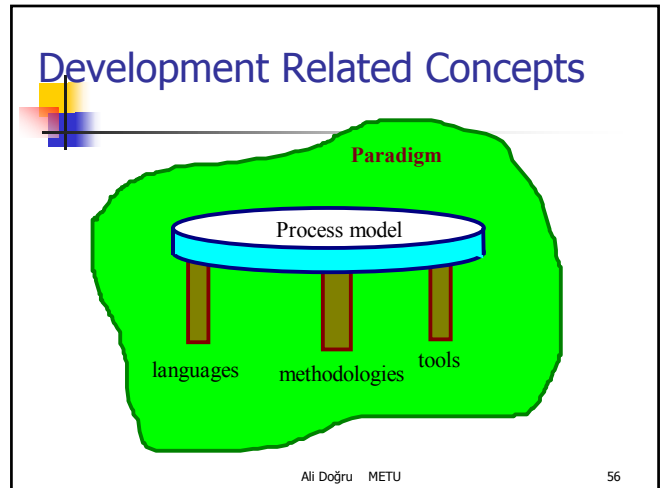 Development Related Concepts
Paradigm
Process model
languages
methodologies
tools
Ali Doğru METU
56